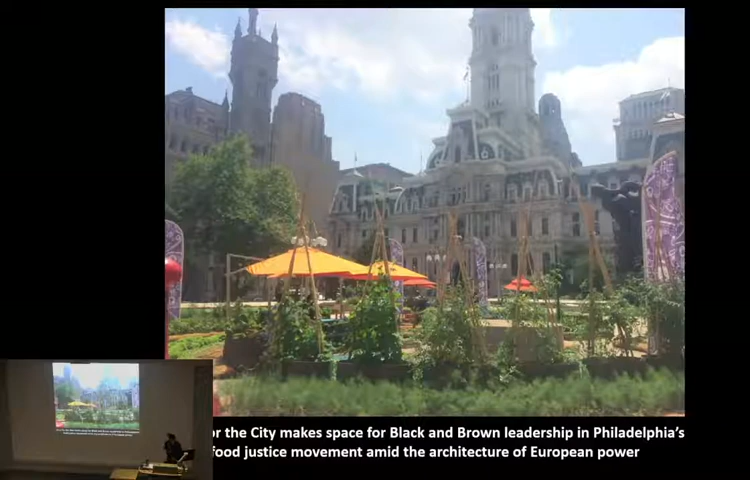 or the City makes space for Black and Brown leadership in Philadelphia's
food justice movement amid the architecture of European power